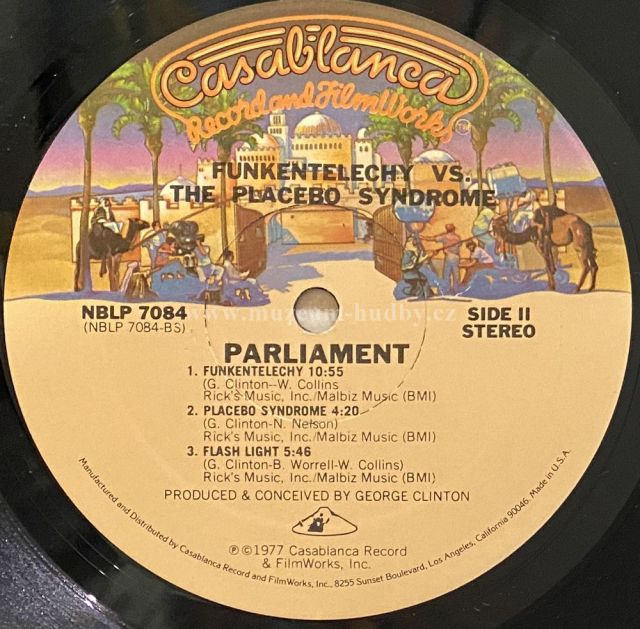 Casablanca
Record and FilmWorks TM
FUNKENTELECHY VS.
THE PLACEBO SYNDROME
NBLP 7084
(NBLP 7084-BS)
SIDE II
STEREO
www.muzeum-hudby.cz
PARLIAMENT
1. FUNKENTELECHY 10:55
(G. Clinton--W. Collins
Rick's Music, Inc./Malbiz Music (BMI)
2. PLACEBO SYNDROME 4:20
(G. Clinton-N. Nelson)
Rick's Music, Inc./Malbiz Music (BMI)
3. FLASH LIGHT 5:46
(G. Clinton-B. Worrell-W. Collins)
Rick's Music, Inc./Malbiz Music (BMI)
PRODUCED & CONCEIVED BY GEORGE CLINTON
℗©1977 Casablanca Record
& FilmWorks, Inc.
Manufactured and Distributed by Casablanca Record and FilmWorks, Inc., 8255 Sunset Boulevard, Los Angeles, California 90046. Made in U.S.A.